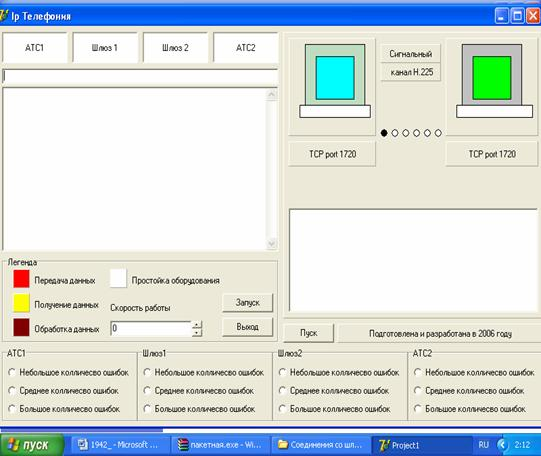 Ip Телефония
АТС1
Шлюз 1
Шлюз 2
АТС2
Сигнальный
канал H.225
TCP port 1720
TCP port 1720
Легенда
Передача данных
Простойка оборудования
Получение данных
Скорость работы
Запуск
Обработка данных
0
Выход
Пуск
Подготовлена и разработана в 2006 году
АТС1
Шлюз1
Шлюз2
АТС2
Небольшое колличесво ошибок
Небольшое колличесво ошибок
Небольшое колличесво ошибок
Небольшое колличесво ошибок
Среднее колличесво ошибок
Среднее колличесво ошибок
Среднее колличесво ошибок
Среднее колличесво ошибок
Большое колличесво ошибок
Большое колличесво ошибок
Большое колличесво ошибок
Большое колличесво ошибок
пуск
1942_ - Microsoft ...
пакетная.exe - Wi...
Соединения со шл...
Project1
RU
2:12